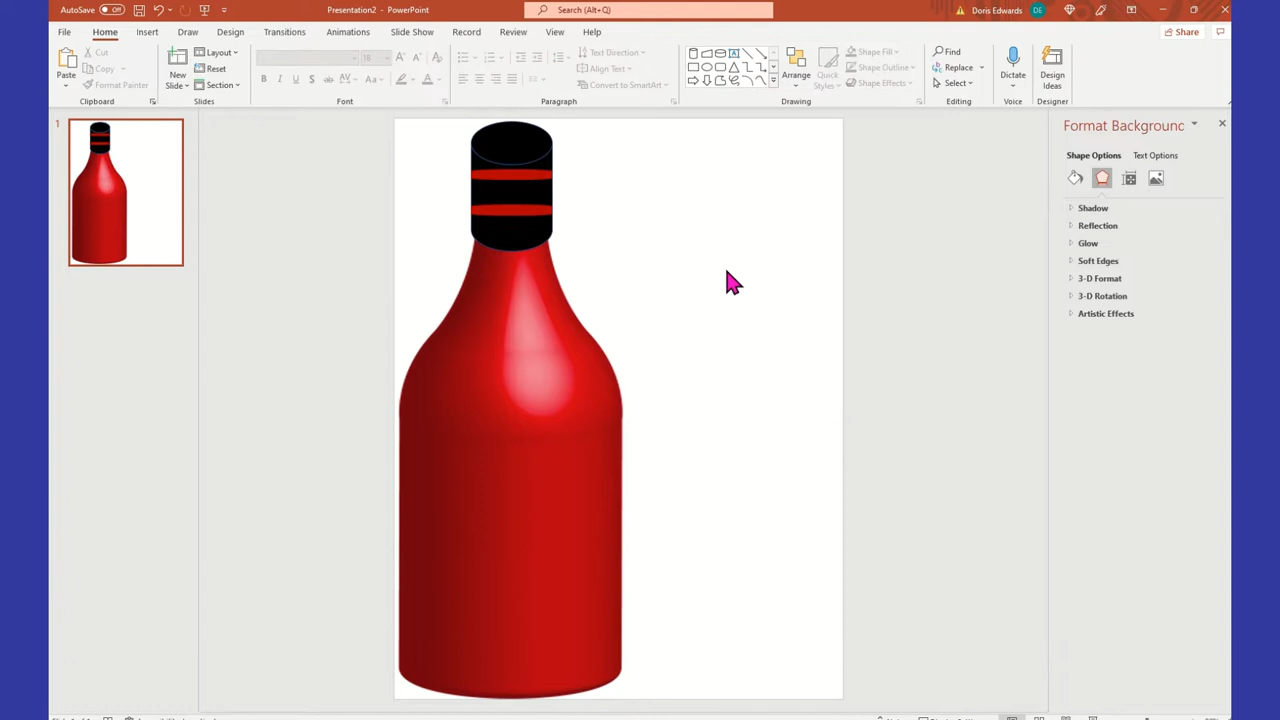 AutoSave Off Presentation2 - PowerPoint Search (Alt+Q) Doris Edwards DE
File Home Insert Draw Design Transitions Animations Slide Show Record Review View Help Share
Paste Cut Copy Format Painter
Clipboard
New Slide Layout Reset Section
Slides
18
Font
Text Direction Align Text Convert to SmartArt
Paragraph
Arrange Quick Styles Shape Fill Shape Outline Shape Effects
Drawing
Find Replace Select
Editing
Dictate
Voice
Design Ideas
Designer
1
Format Background
Shape Options Text Options
Shadow
Reflection
Glow
Soft Edges
3-D Format
3-D Rotation
Artistic Effects